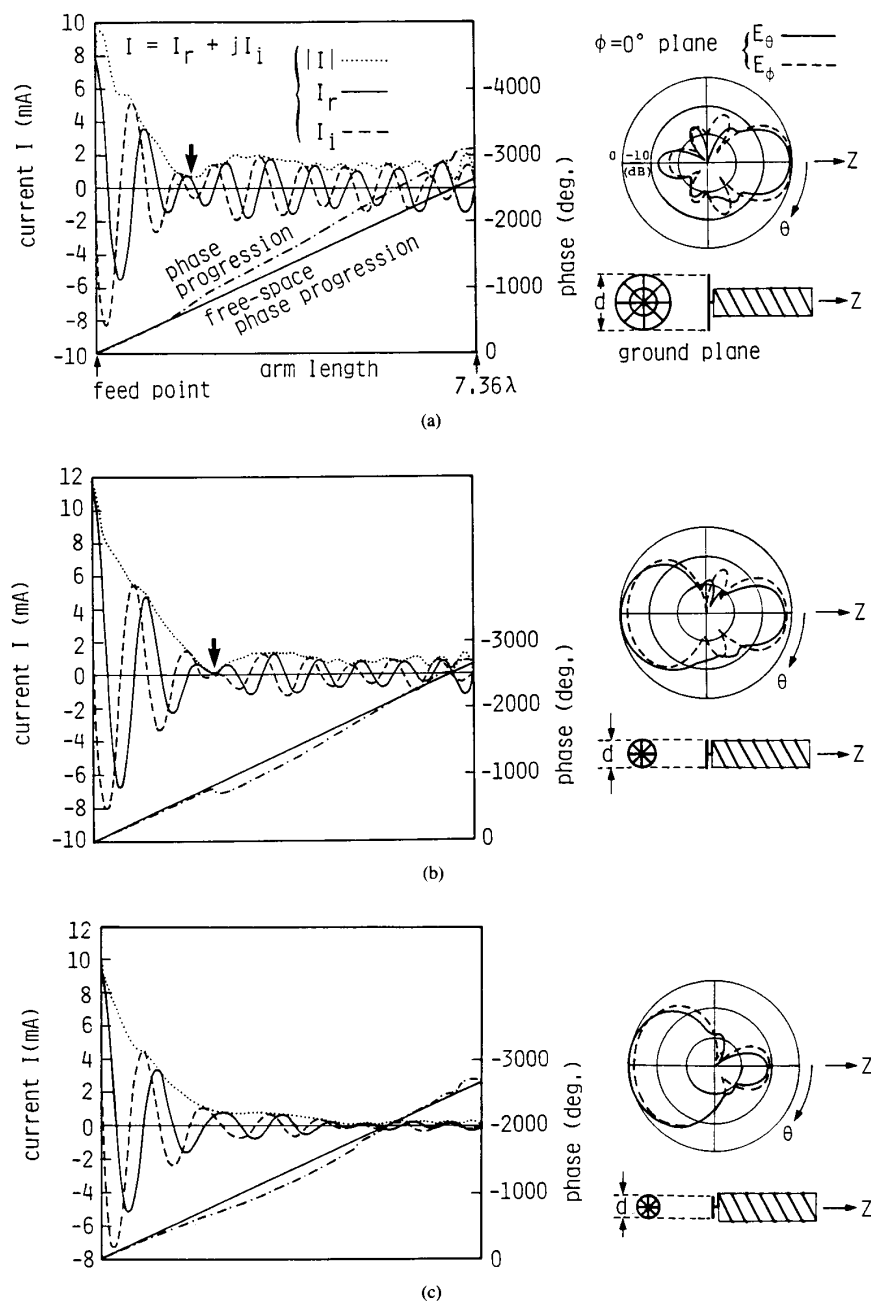 I = I_r + jI_i
|I|
I_r
I_i
current I (mA)
10
8
6
4
2
0
-2
-4
-6
-8
-10
-4000
-3000
-2000
-1000
0
phase (deg.)
phase
progression
free-space
phase progression
feed point
arm length
7.36λ
φ=0° plane
E_θ
E_φ
0 -10
(dB)
Z
θ
d
Z
ground plane
(a)
current I (mA)
12
10
8
6
4
2
0
-2
-4
-6
-8
-10
-3000
-2000
-1000
0
phase (deg.)
Z
θ
d
Z
(b)
current I(mA)
12
10
8
6
4
2
0
-2
-4
-6
-8
-3000
-2000
-1000
0
phase (deg.)
Z
θ
d
Z
(c)